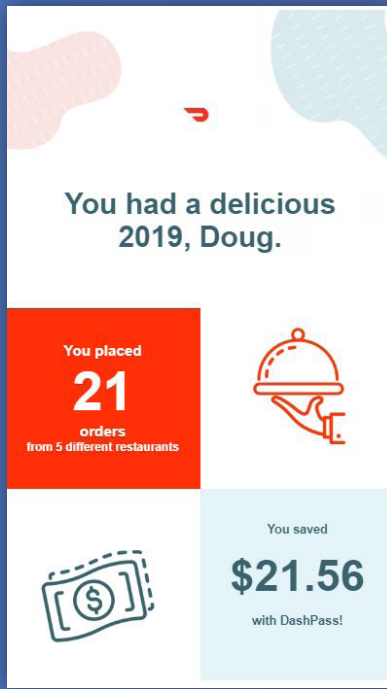 You had a delicious
2019, Doug.
You placed
21
orders
from 5 different restaurants
$
You saved
$21.56
with DashPass!